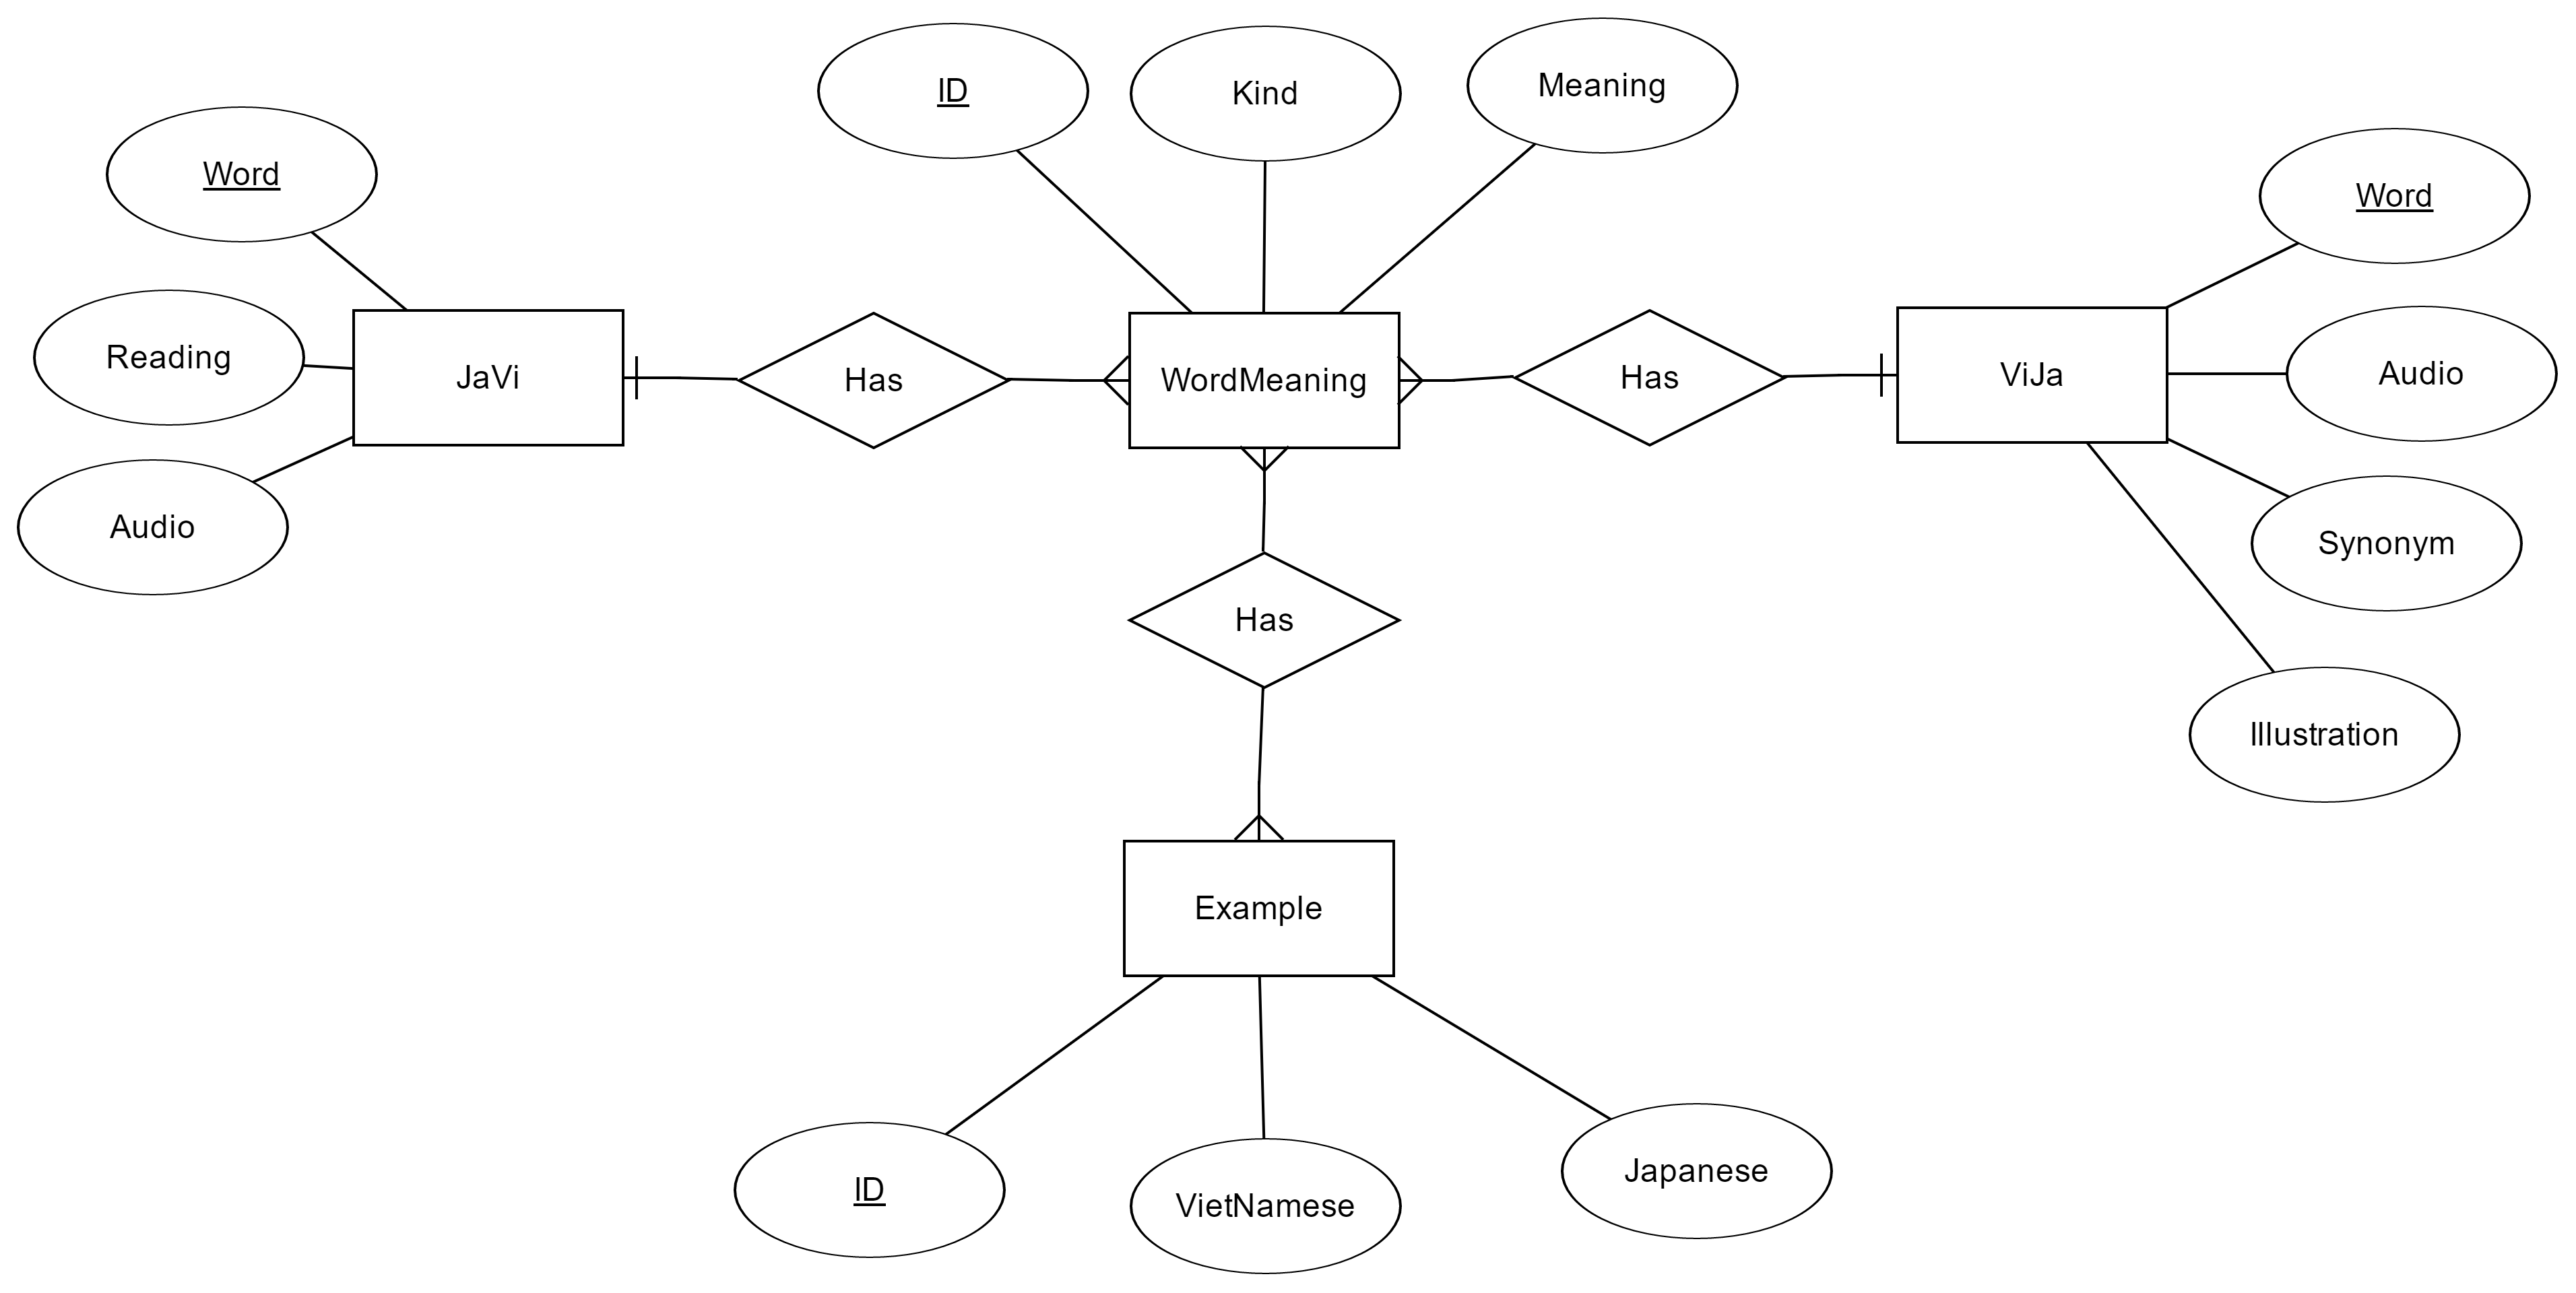 ID
Kind
Meaning
Word
Word
Reading
JaVi
Has
WordMeaning
Has
ViJa
Audio
Audio
Synonym
Has
Illustration
Example
ID
VietNamese
Japanese